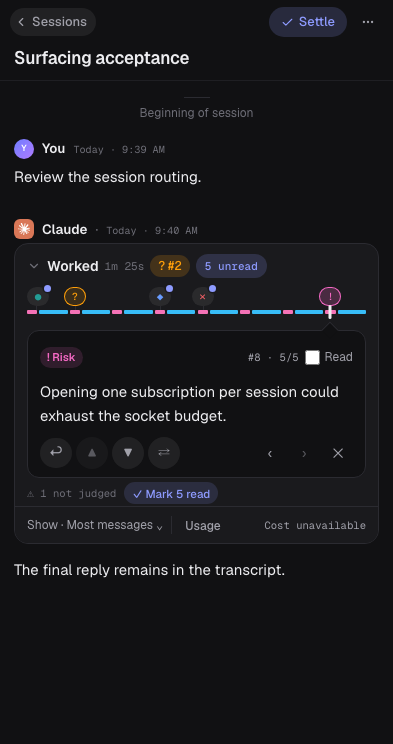 Sessions
Settle
Surfacing acceptance
Beginning of session
Y You Today · 9:39 AM
Review the session routing.
Claude · Today · 9:40 AM
Worked 1m 25s ? #2 5 unread
? !
! Risk #8 · 5/5 Read
Opening one subscription per session could
exhaust the socket budget.
⚠ 1 not judged ✓ Mark 5 read
Show · Most messages Usage Cost unavailable
The final reply remains in the transcript.